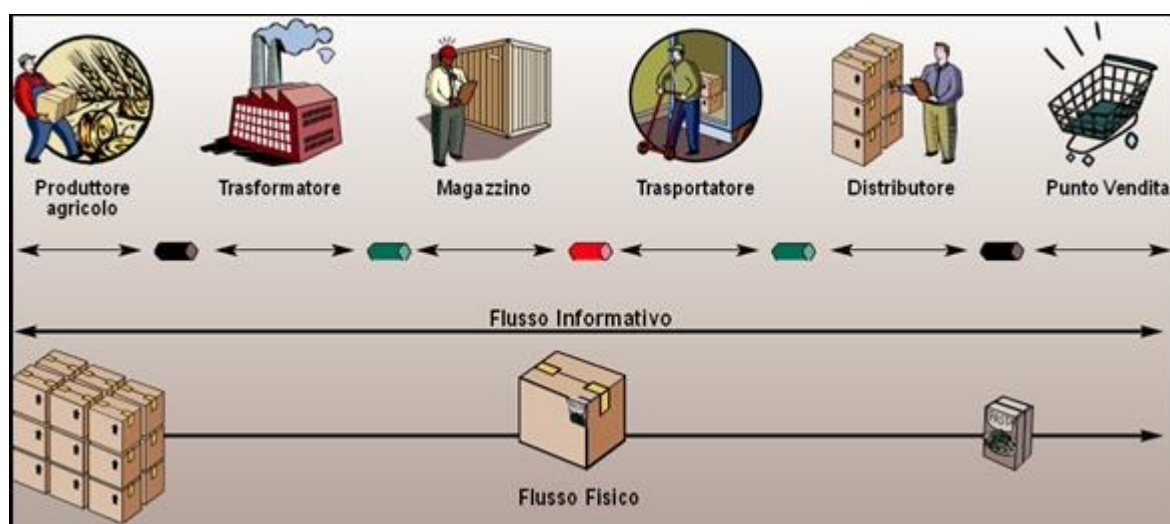 Produttore
agricolo
Trasformatore
Magazzino
Trasportatore
Distributore
Punto Vendita
Flusso Informativo
Flusso Fisico